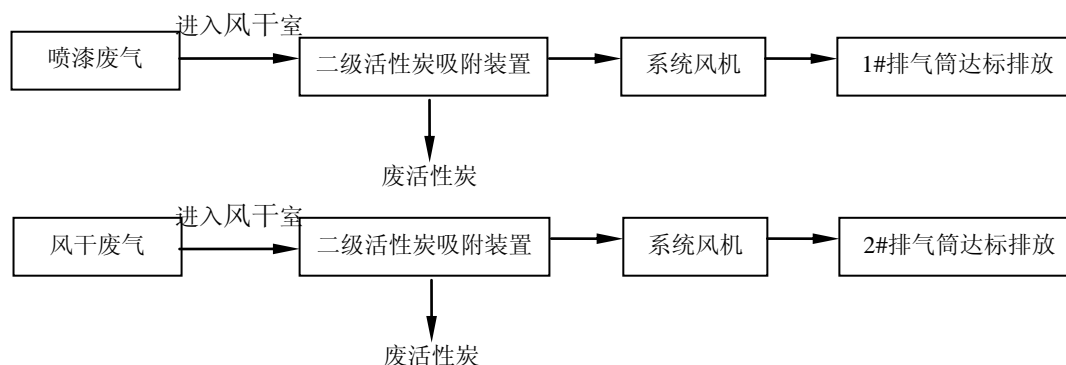 进入风干室
喷漆废气
二级活性炭吸附装置
系统风机
1#排气筒达标排放
废活性炭
进入风干室
风干废气
二级活性炭吸附装置
系统风机
2#排气筒达标排放
废活性炭